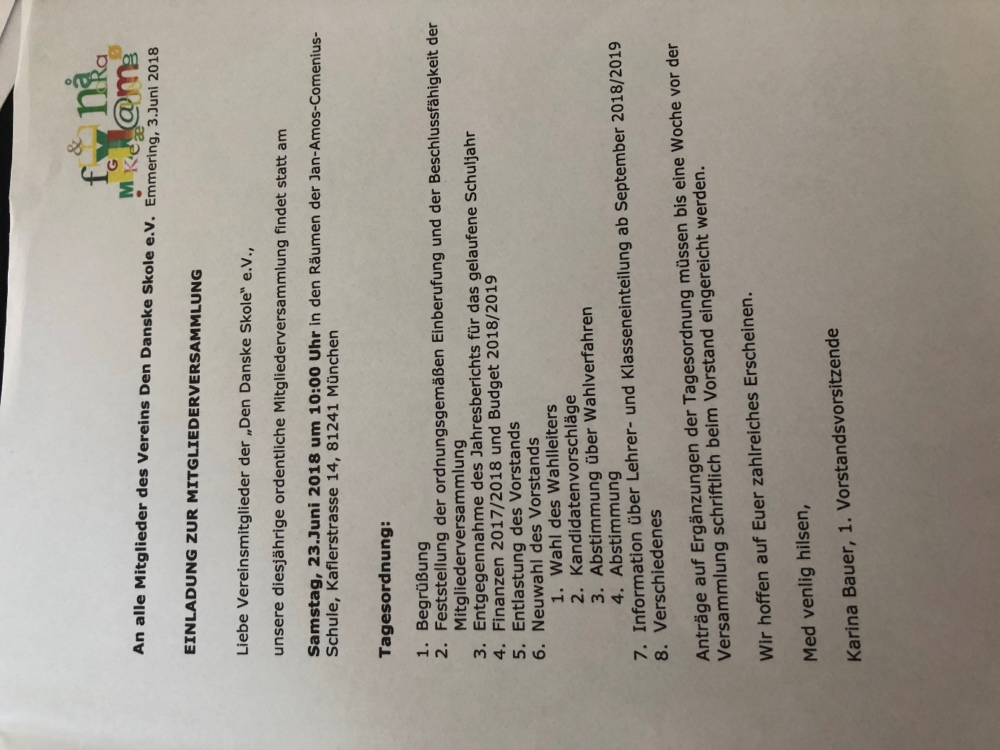 An alle Mitglieder des Vereins Den Danske Skole e.V. Emmering, 3.Juni 2018
EINLADUNG ZUR MITGLIEDERVERSAMMLUNG
Liebe Vereinsmitglieder der „Den Danske Skole“ e.V.,
unsere diesjährige ordentliche Mitgliederversammlung findet statt am
Samstag, 23.Juni 2018 um 10:00 Uhr in den Räumen der Jan-Amos-Comenius-
Schule, Kaflerstrasse 14, 81241 München
Tagesordnung:
1. Begrüßung
2. Feststellung der ordnungsgemäßen Einberufung und der Beschlussfähigkeit der
Mitgliederversammlung
3. Entgegennahme des Jahresberichts für das gelaufene Schuljahr
4. Finanzen 2017/2018 und Budget 2018/2019
5. Entlastung des Vorstands
6. Neuwahl des Vorstands
1. Wahl des Wahlleiters
2. Kandidatenvorschläge
3. Abstimmung über Wahlverfahren
4. Abstimmung
7. Information über Lehrer- und Klasseneinteilung ab September 2018/2019
8. Verschiedenes
Anträge auf Ergänzungen der Tagesordnung müssen bis eine Woche vor der
Versammlung schriftlich beim Vorstand eingereicht werden.
Wir hoffen auf Euer zahlreiches Erscheinen.
Med venlig hilsen,
Karina Bauer, 1. Vorstandsvorsitzende